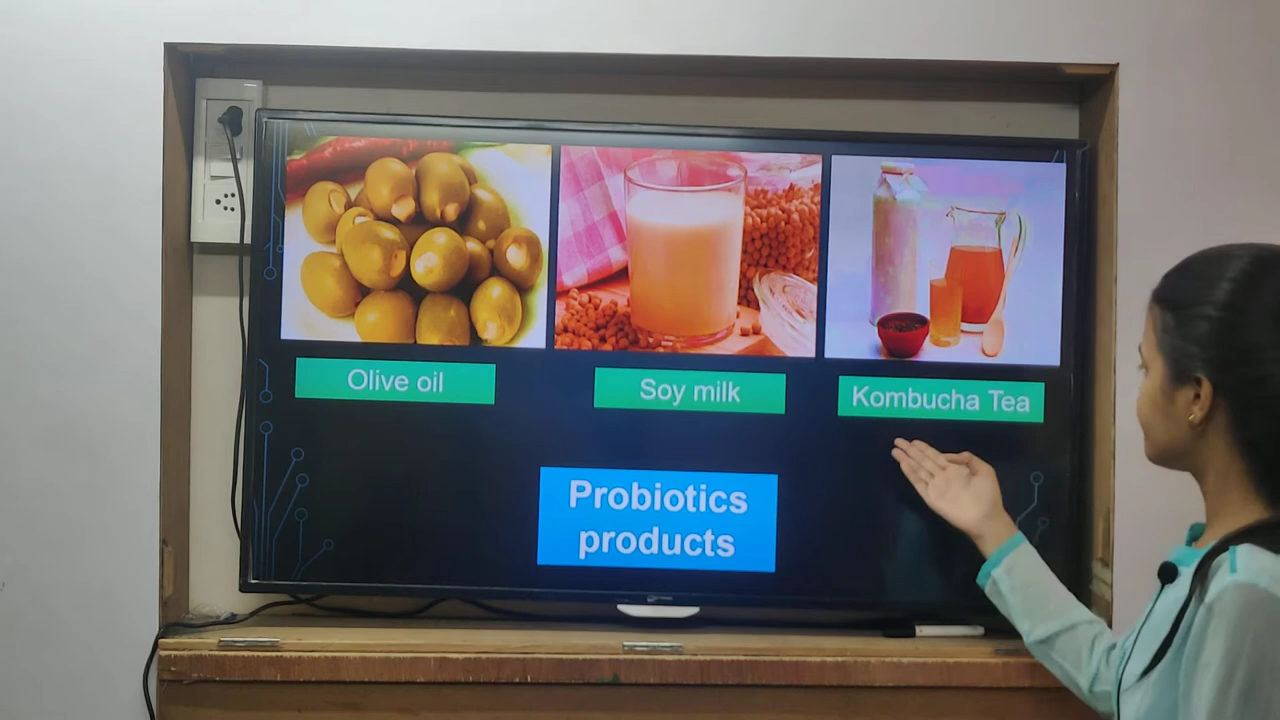 Olive oil
Soy milk
Kombucha Tea
Probiotics
products